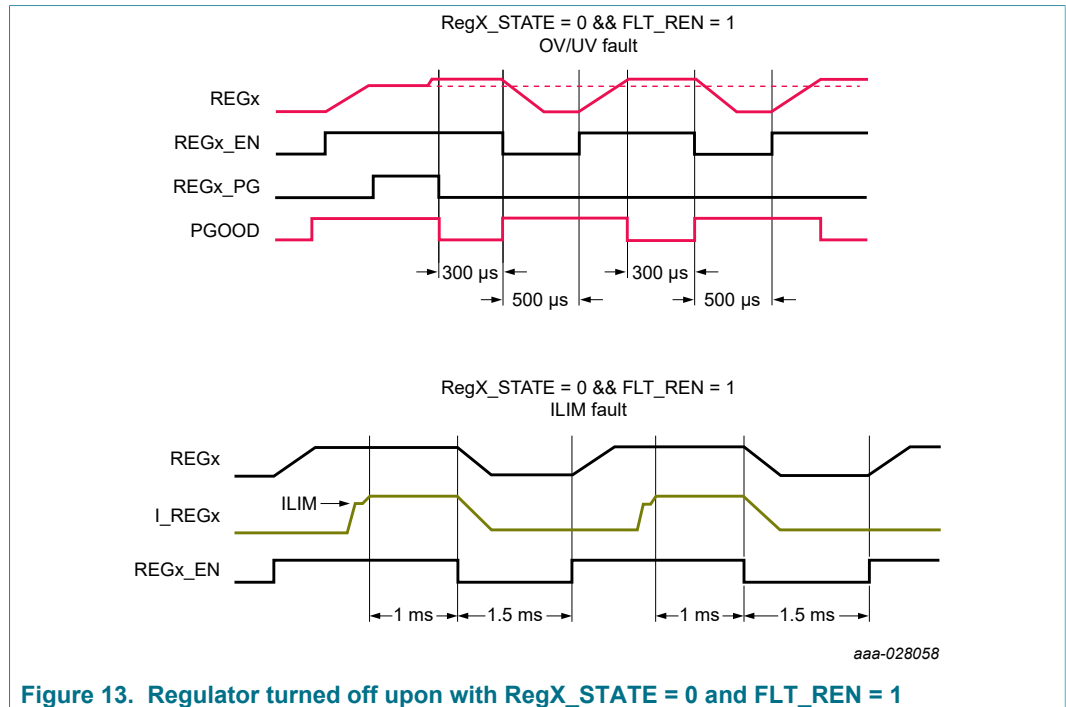 RegX_STATE = 0 && FLT_REN = 1
OV/UV fault
REGx
REGx_EN
REGx_PG
PGOOD
300 µs
300 µs
500 µs
500 µs
RegX_STATE = 0 && FLT_REN = 1
ILIM fault
REGx
ILIM
I_REGx
REGx_EN
1 ms
1.5 ms
1 ms
1.5 ms
aaa-028058
Figure 13. Regulator turned off upon with RegX_STATE = 0 and FLT_REN = 1